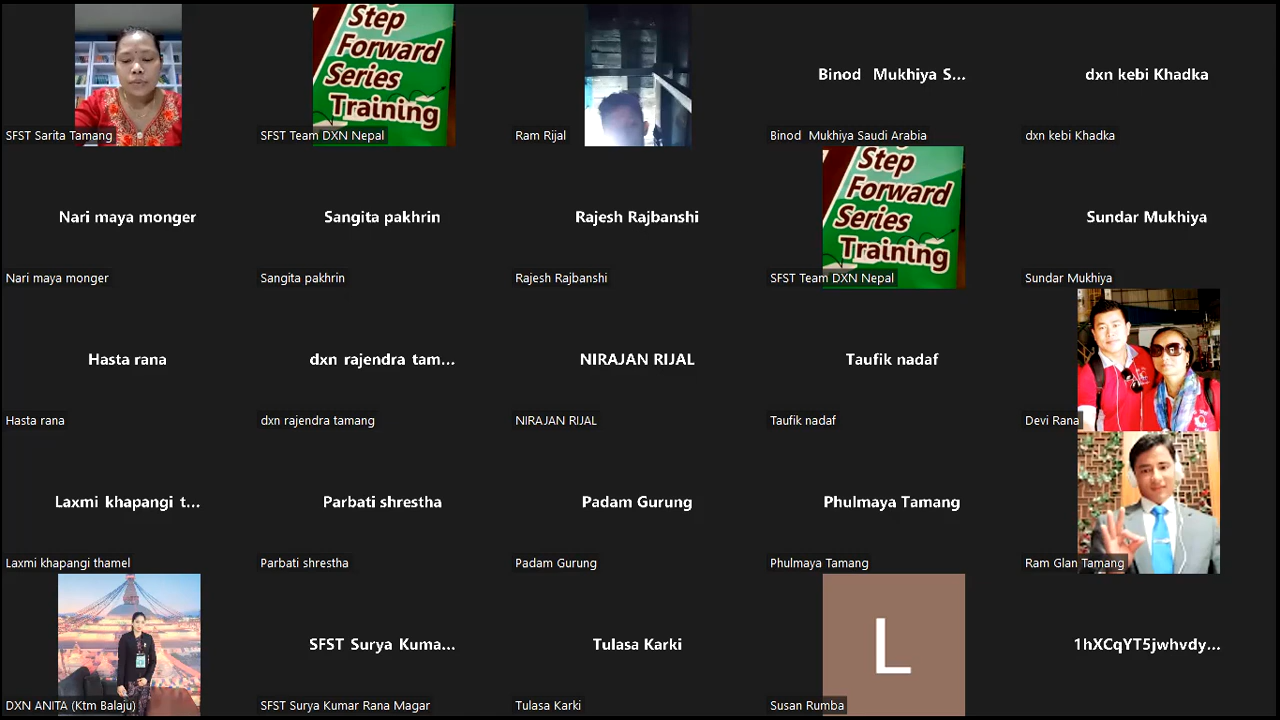 Step
Forward
Series
Training
Binod Mukhiya S...
dxn kebi Khadka
SFST Sarita Tamang
SFST Team DXN Nepal
Ram Rijal
Binod Mukhiya Saudi Arabia
dxn kebi Khadka
Nari maya monger
Sangita pakhrin
Rajesh Rajbanshi
Step
Forward
Series
Training
Sundar Mukhiya
Nari maya monger
Sangita pakhrin
Rajesh Rajbanshi
SFST Team DXN Nepal
Sundar Mukhiya
Hasta rana
dxn rajendra tam...
NIRAJAN RIJAL
Taufik nadaf
Hasta rana
dxn rajendra tamang
NIRAJAN RIJAL
Taufik nadaf
Devi Rana
Laxmi khapangi t...
Parbati shrestha
Padam Gurung
Phulmaya Tamang
Laxmi khapangi thamel
Parbati shrestha
Padam Gurung
Phulmaya Tamang
Ram Glan Tamang
SFST Surya Kuma...
Tulasa Karki
L
1hXCqYT5jwhvdy...
DXN ANITA (Ktm Balaju)
SFST Surya Kumar Rana Magar
Tulasa Karki
Susan Rumba